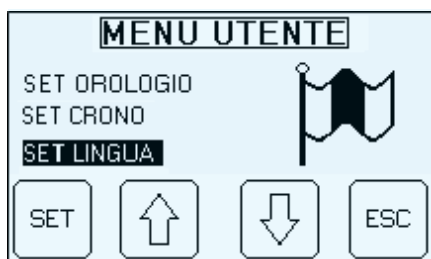 MENU UTENTE
SET OROLOGIO
SET CRONO
SET LINGUA
SET ESC